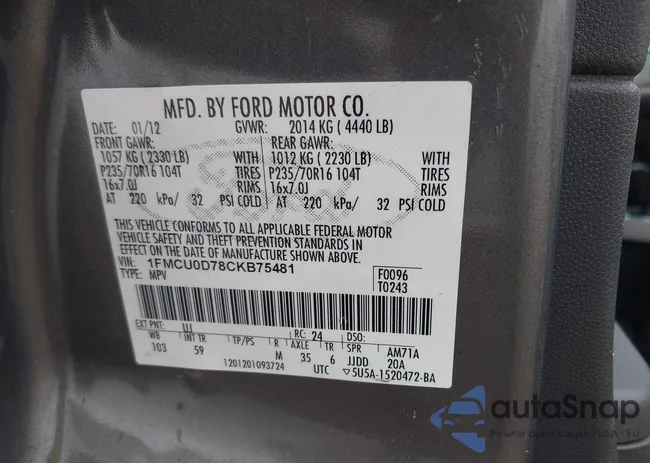 MFD. BY FORD MOTOR CO.
DATE: 01/12 GVWR: 2014 KG ( 4440 LB)
FRONT GAWR: REAR GAWR:
1057 KG (2330 LB) WITH 1012 KG ( 2230 LB) WITH
P235/70R16 104T TIRES P235/70R16 104T TIRES
16x7.0J RIMS 16x7.0J RIMS
AT 220 kPa/ 32 PSI COLD AT 220 kPa/ 32 PSI COLD
THIS VEHICLE CONFORMS TO ALL APPLICABLE FEDERAL MOTOR
VEHICLE SAFETY AND THEFT PREVENTION STANDARDS IN
EFFECT ON THE DATE OF MANUFACTURE SHOWN ABOVE.
VIN: 1FMCU0D78CKB75481 F0096
TYPE: MPV T0243
EXT PNT: UJ RC: 24 DSO:
WB INT TR TP/PS R AXLE TR SPR AM71A
103 59 M 35 6 JJDD 20A
1201201093724 UTC ▽5U5A-1520472-BA
autoSnap
Pewne auto z aukcji USA - EU